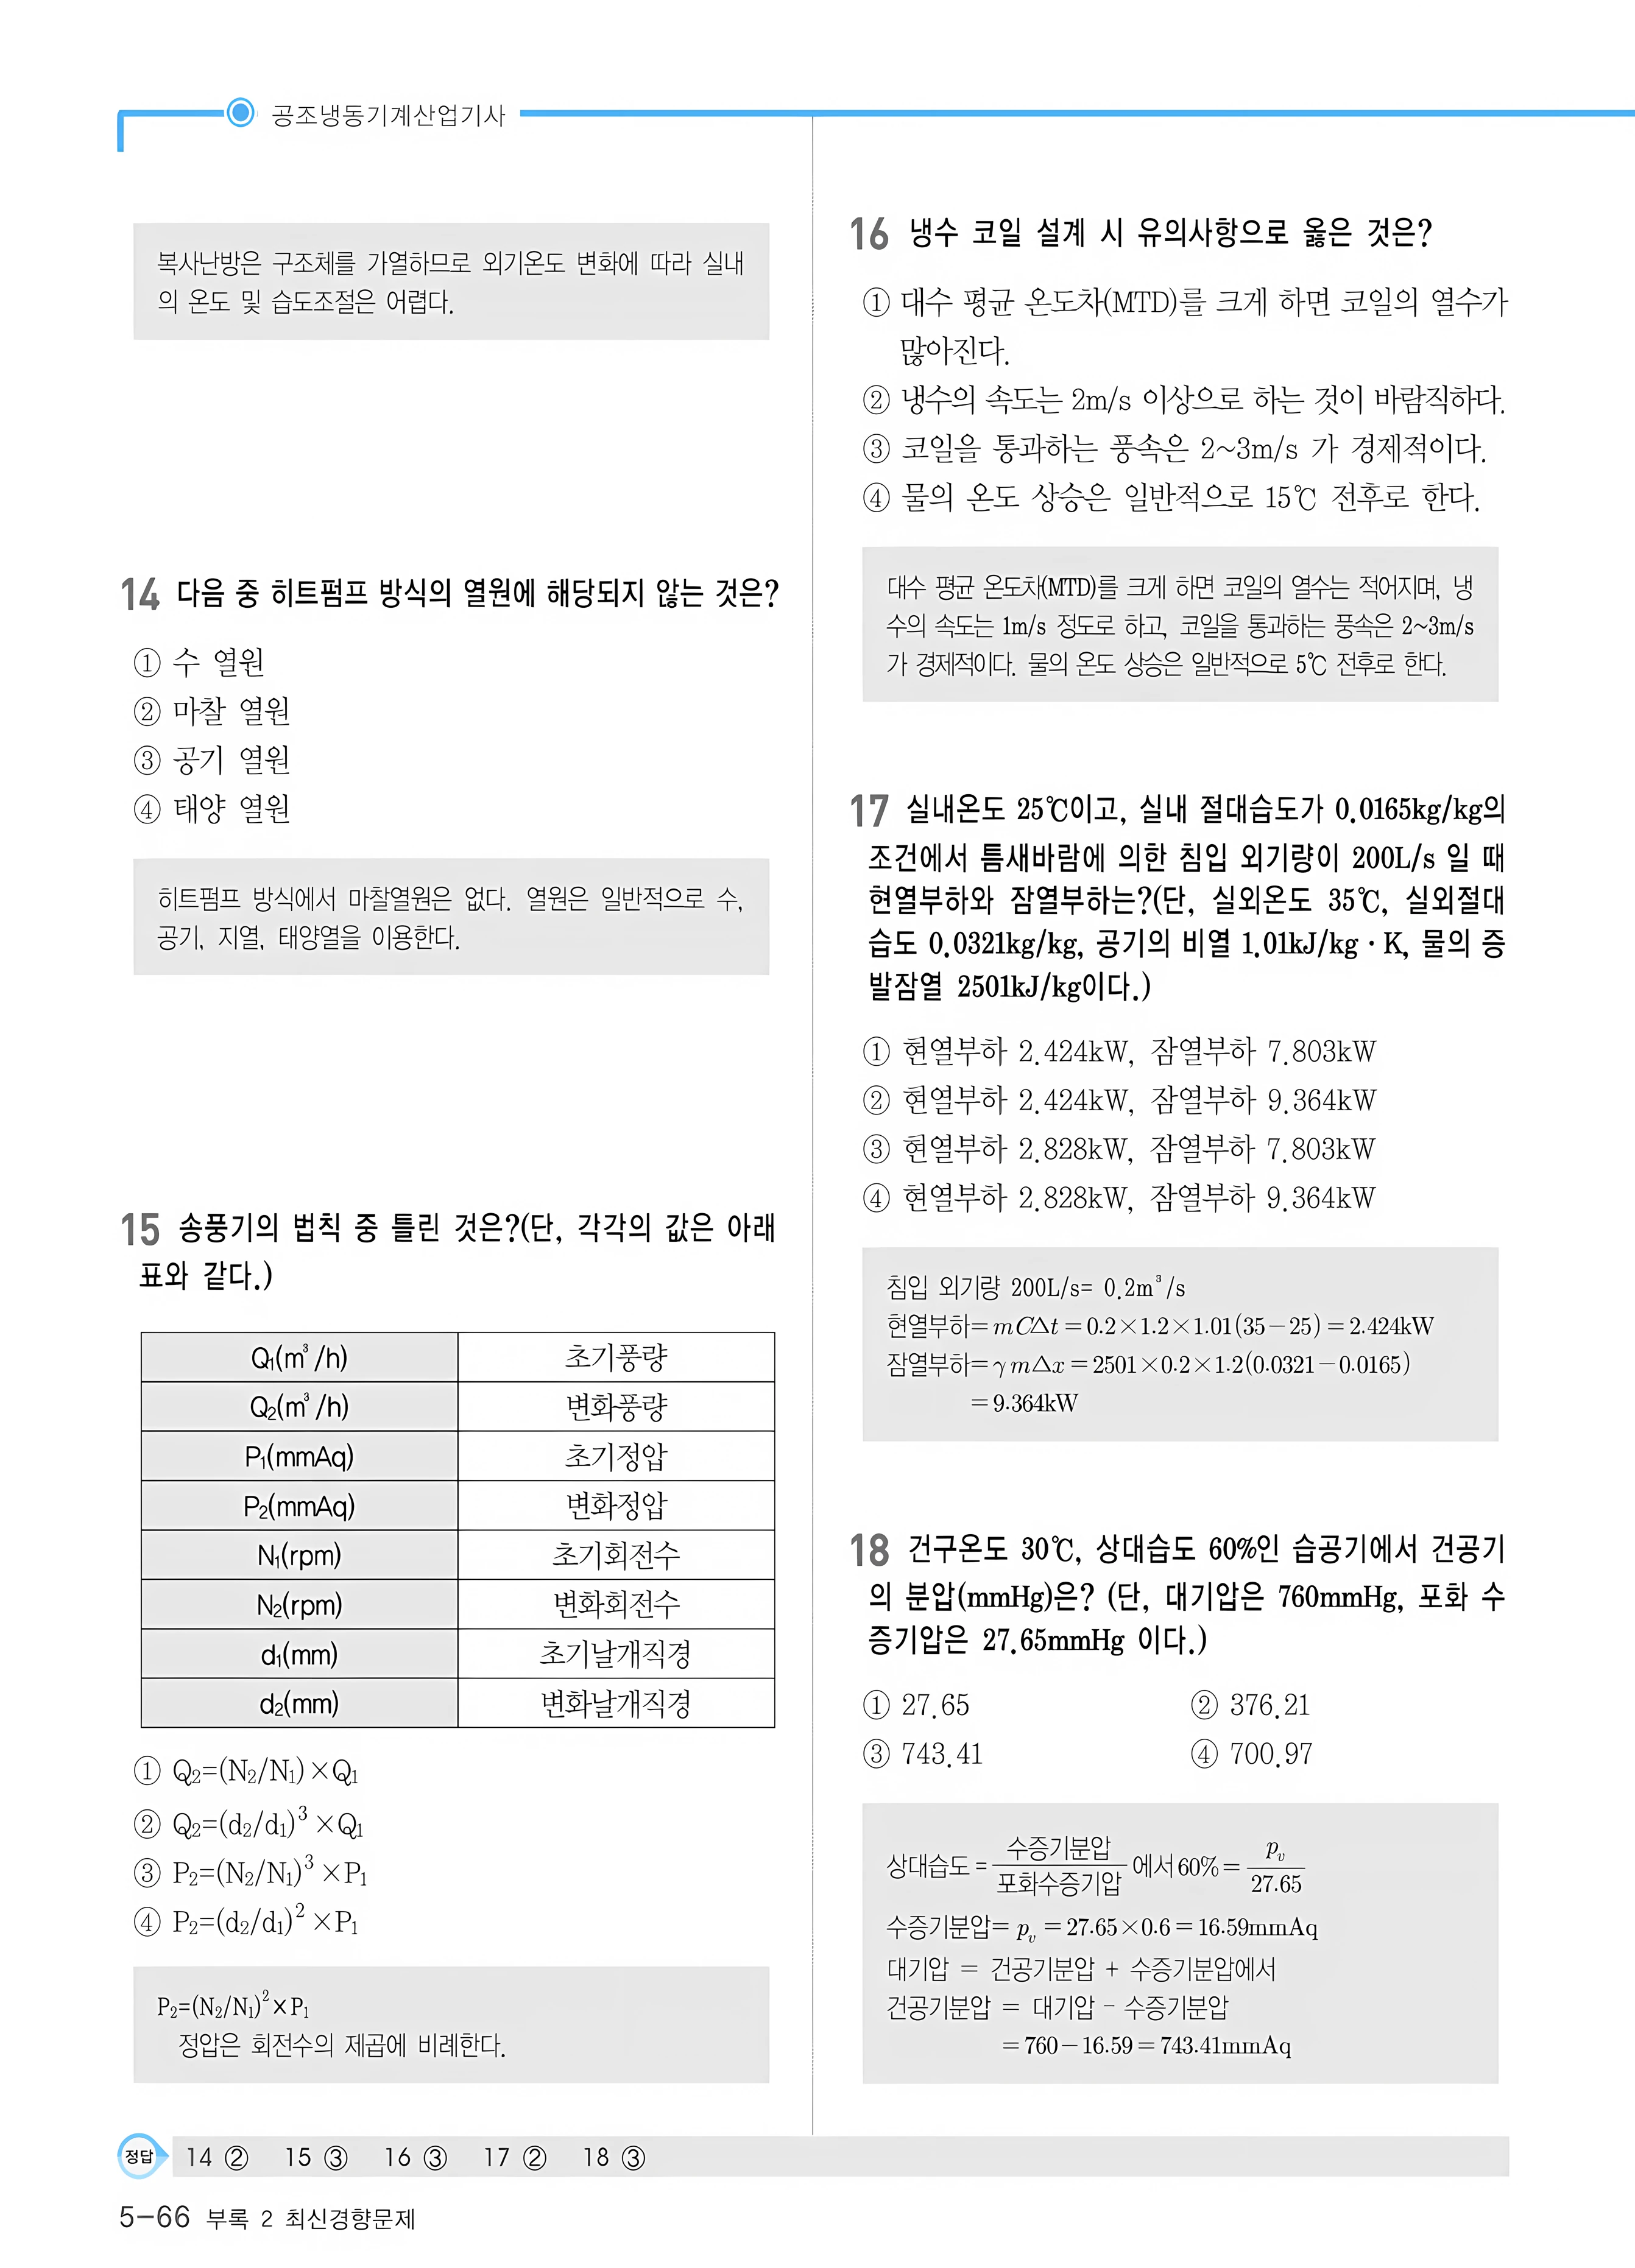 공조냉동기계산업기사
복사난방은 구조체를 가열하므로 외기온도 변화에 따라 실내
의 온도 및 습도조절은 어렵다.
14 다음 중 히트펌프 방식의 열원에 해당되지 않는 것은?
① 수 열원
② 마찰 열원
③ 공기 열원
④ 태양 열원
히트펌프 방식에서 마찰열원은 없다. 열원은 일반적으로 수,
공기, 지열, 태양열을 이용한다.
15 송풍기의 법칙 중 틀린 것은?(단, 각각의 값은 아래
표와 같다.)
Q₁(m³/h) 초기풍량
Q₂(m³/h) 변화풍량
P₁(mmAq) 초기정압
P₂(mmAq) 변화정압
N₁(rpm) 초기회전수
N₂(rpm) 변화회전수
d₁(mm) 초기날개직경
d₂(mm) 변화날개직경
① Q₂=(N₂/N₁)×Q₁
② Q₂=(d₂/d₁)³×Q₁
③ P₂=(N₂/N₁)³×P₁
④ P₂=(d₂/d₁)²×P₁
P₂=(N₂/N₁)²×P₁
정압은 회전수의 제곱에 비례한다.
16 냉수 코일 설계 시 유의사항으로 옳은 것은?
① 대수 평균 온도차(MTD)를 크게 하면 코일의 열수가
많아진다.
② 냉수의 속도는 2m/s 이상으로 하는 것이 바람직하다.
③ 코일을 통과하는 풍속은 2~3m/s 가 경제적이다.
④ 물의 온도 상승은 일반적으로 15℃ 전후로 한다.
대수 평균 온도차(MTD)를 크게 하면 코일의 열수는 적어지며, 냉
수의 속도는 1m/s 정도로 하고, 코일을 통과하는 풍속은 2~3m/s
가 경제적이다. 물의 온도 상승은 일반적으로 5℃ 전후로 한다.
17 실내온도 25℃이고, 실내 절대습도가 0.0165kg/kg의
조건에서 틈새바람에 의한 침입 외기량이 200L/s 일 때
현열부하와 잠열부하는?(단, 실외온도 35℃, 실외절대
습도 0.0321kg/kg, 공기의 비열 1.01kJ/kg·K, 물의 증
발잠열 2501kJ/kg이다.)
① 현열부하 2.424kW, 잠열부하 7.803kW
② 현열부하 2.424kW, 잠열부하 9.364kW
③ 현열부하 2.828kW, 잠열부하 7.803kW
④ 현열부하 2.828kW, 잠열부하 9.364kW
침입 외기량 200L/s= 0.2m³/s
현열부하=mC△t=0.2×1.2×1.01(35-25)=2.424kW
잠열부하=γm△x=2501×0.2×1.2(0.0321-0.0165)
=9.364kW
18 건구온도 30℃, 상대습도 60%인 습공기에서 건공기
의 분압(mmHg)은? (단, 대기압은 760mmHg, 포화 수
증기압은 27.65mmHg 이다.)
① 27.65 ② 376.21
③ 743.41 ④ 700.97
상대습도 = 수증기분압/포화수증기압 에서 60% = pᵥ/27.65
수증기분압= pᵥ =27.65×0.6=16.59mmAq
대기압 = 건공기분압 + 수증기분압에서
건공기분압 = 대기압 - 수증기분압
=760-16.59=743.41mmAq
정답 14 ② 15 ③ 16 ③ 17 ② 18 ③
5-66 부록 2 최신경향문제